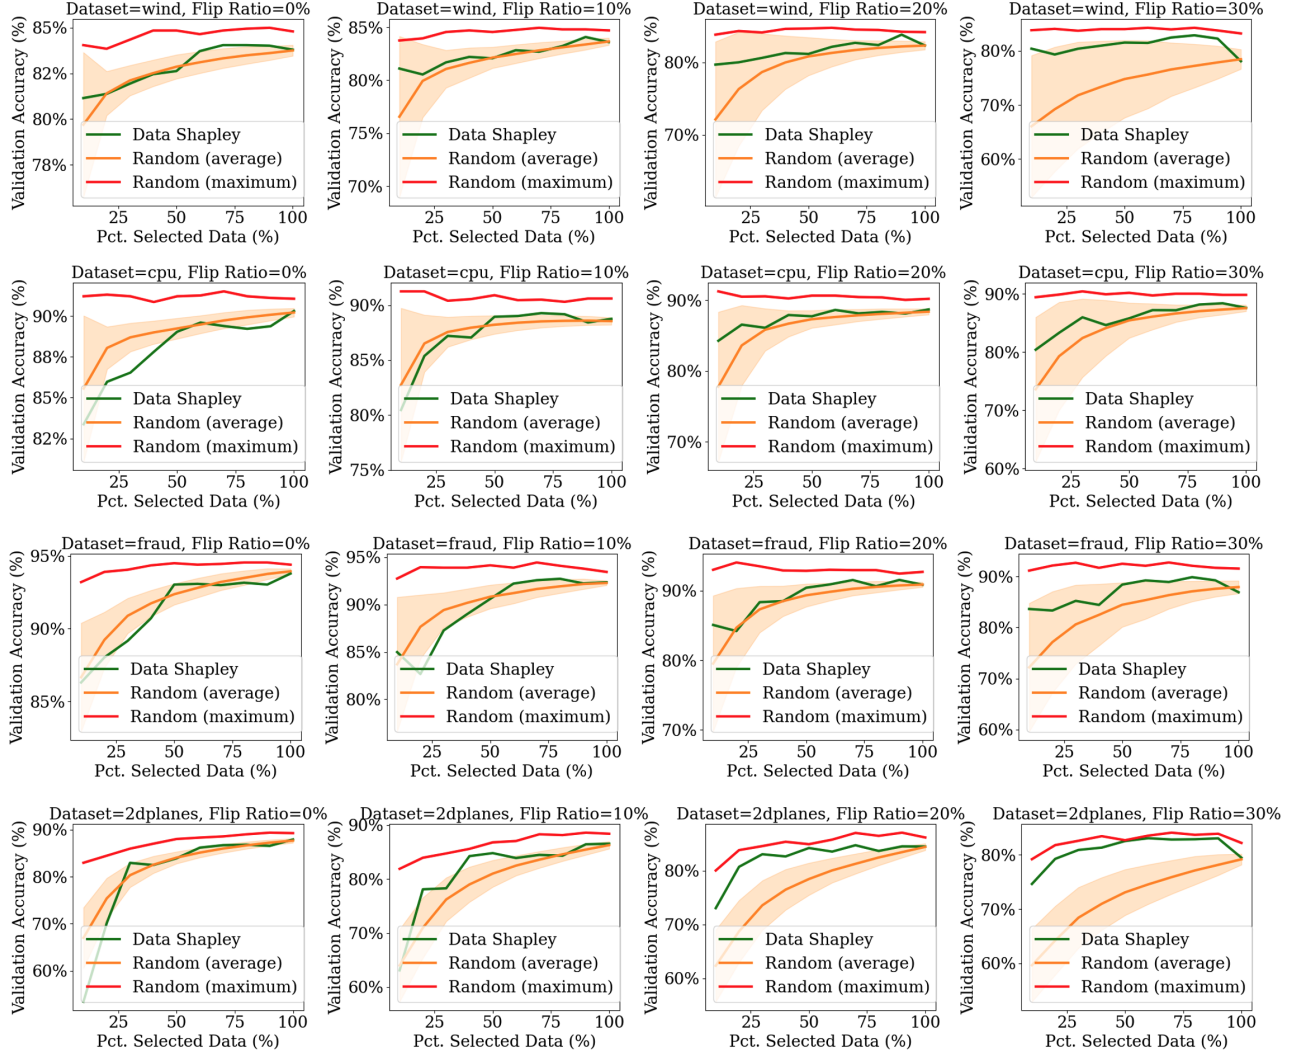 Dataset=wind, Flip Ratio=0%
Validation Accuracy (%)
85%
82%
80%
78%
Data Shapley
Random (average)
Random (maximum)
25 50 75 100
Pct. Selected Data (%)
Dataset=wind, Flip Ratio=10%
Validation Accuracy (%)
85%
80%
75%
70%
Data Shapley
Random (average)
Random (maximum)
25 50 75 100
Pct. Selected Data (%)
Dataset=wind, Flip Ratio=20%
Validation Accuracy (%)
80%
70%
Data Shapley
Random (average)
Random (maximum)
25 50 75 100
Pct. Selected Data (%)
Dataset=wind, Flip Ratio=30%
Validation Accuracy (%)
80%
70%
60%
Data Shapley
Random (average)
Random (maximum)
25 50 75 100
Pct. Selected Data (%)
Dataset=cpu, Flip Ratio=0%
Validation Accuracy (%)
90%
88%
85%
82%
Data Shapley
Random (average)
Random (maximum)
25 50 75 100
Pct. Selected Data (%)
Dataset=cpu, Flip Ratio=10%
Validation Accuracy (%)
90%
85%
80%
75%
Data Shapley
Random (average)
Random (maximum)
25 50 75 100
Pct. Selected Data (%)
Dataset=cpu, Flip Ratio=20%
Validation Accuracy (%)
90%
80%
70%
Data Shapley
Random (average)
Random (maximum)
25 50 75 100
Pct. Selected Data (%)
Dataset=cpu, Flip Ratio=30%
Validation Accuracy (%)
90%
80%
70%
60%
Data Shapley
Random (average)
Random (maximum)
25 50 75 100
Pct. Selected Data (%)
Dataset=fraud, Flip Ratio=0%
Validation Accuracy (%)
95%
90%
85%
Data Shapley
Random (average)
Random (maximum)
25 50 75 100
Pct. Selected Data (%)
Dataset=fraud, Flip Ratio=10%
Validation Accuracy (%)
95%
90%
85%
80%
Data Shapley
Random (average)
Random (maximum)
25 50 75 100
Pct. Selected Data (%)
Dataset=fraud, Flip Ratio=20%
Validation Accuracy (%)
90%
80%
70%
Data Shapley
Random (average)
Random (maximum)
25 50 75 100
Pct. Selected Data (%)
Dataset=fraud, Flip Ratio=30%
Validation Accuracy (%)
90%
80%
70%
60%
Data Shapley
Random (average)
Random (maximum)
25 50 75 100
Pct. Selected Data (%)
Dataset=2dplanes, Flip Ratio=0%
Validation Accuracy (%)
90%
80%
70%
60%
Data Shapley
Random (average)
Random (maximum)
25 50 75 100
Pct. Selected Data (%)
Dataset=2dplanes, Flip Ratio=10%
Validation Accuracy (%)
90%
80%
70%
60%
Data Shapley
Random (average)
Random (maximum)
25 50 75 100
Pct. Selected Data (%)
Dataset=2dplanes, Flip Ratio=20%
Validation Accuracy (%)
80%
70%
60%
Data Shapley
Random (average)
Random (maximum)
25 50 75 100
Pct. Selected Data (%)
Dataset=2dplanes, Flip Ratio=30%
Validation Accuracy (%)
80%
70%
60%
Data Shapley
Random (average)
Random (maximum)
25 50 75 100
Pct. Selected Data (%)